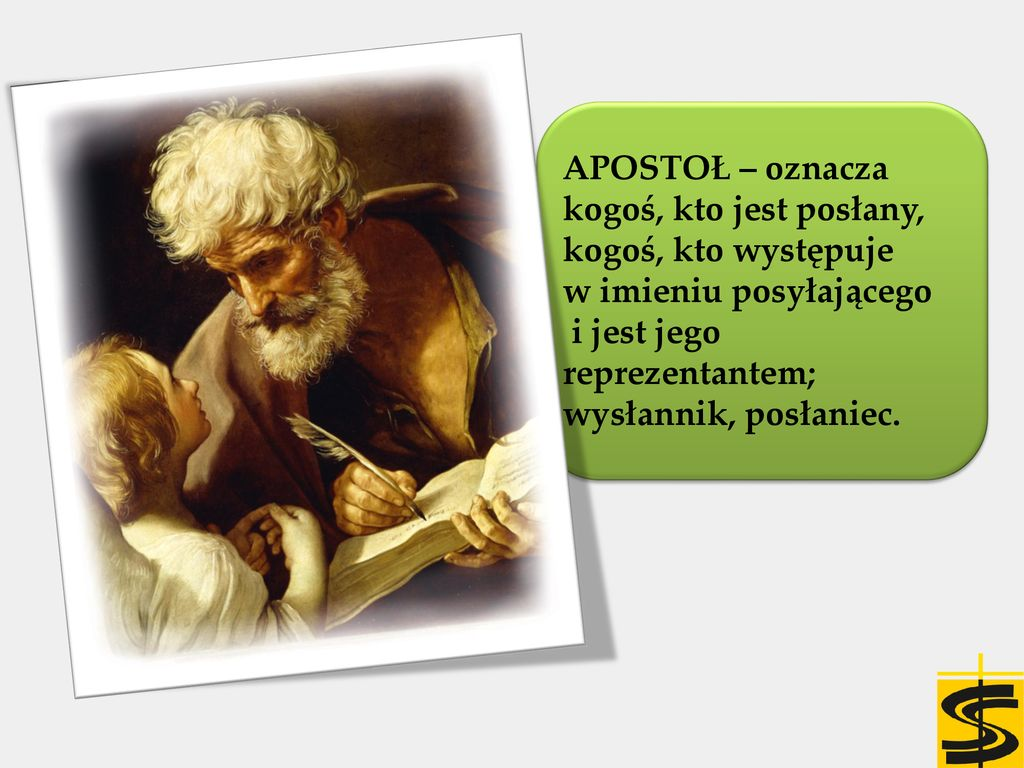 APOSTOŁ – oznacza
kogoś, kto jest posłany,
kogoś, kto występuje
w imieniu posyłającego
i jest jego
reprezentantem;
wysłannik, posłaniec.